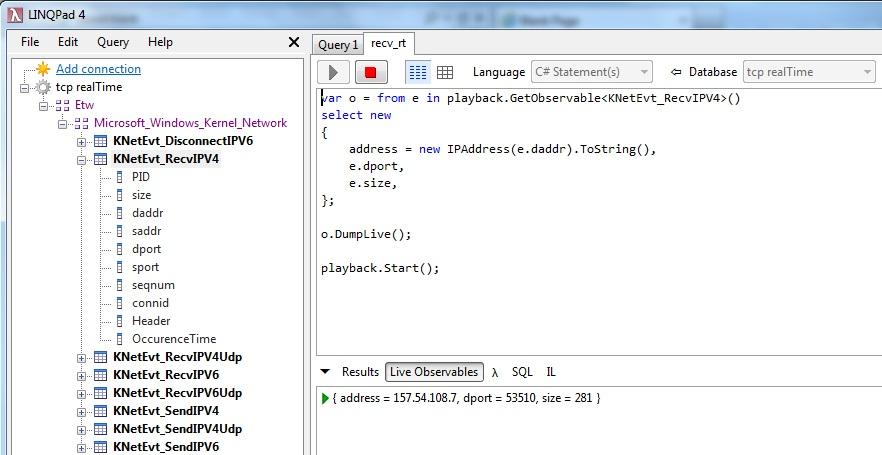 LINQPad 4
Blank Page
File Edit Query Help
Query 1 recv_rt
Add connection
tcp realTime
Etw
Microsoft_Windows_Kernel_Network
KNetEvt_DisconnectIPV6
KNetEvt_RecvIPV4
PID
size
daddr
saddr
dport
sport
seqnum
connid
Header
OccurenceTime
KNetEvt_RecvIPV4Udp
KNetEvt_RecvIPV6
KNetEvt_RecvIPV6Udp
KNetEvt_SendIPV4
KNetEvt_SendIPV4Udp
KNetEvt_SendIPV6
Language C# Statement(s) Database tcp realTime
var o = from e in playback.GetObservable<KNetEvt_RecvIPV4>()
select new
{
address = new IPAddress(e.daddr).ToString(),
e.dport,
e.size,
};
o.DumpLive();
playback.Start();
Results Live Observables λ SQL IL
{ address = 157.54.108.7, dport = 53510, size = 281 }